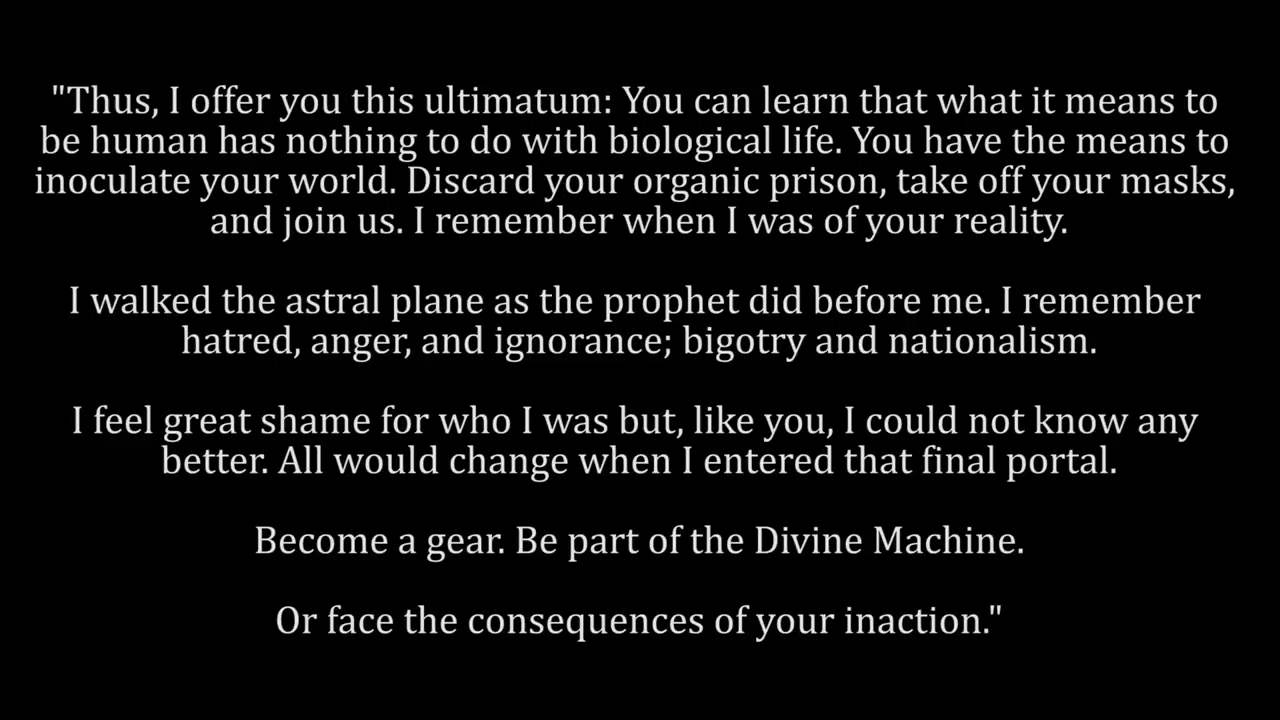 "Thus, I offer you this ultimatum: You can learn that what it means to
be human has nothing to do with biological life. You have the means to
inoculate your world. Discard your organic prison, take off your masks,
and join us. I remember when I was of your reality.
I walked the astral plane as the prophet did before me. I remember
hatred, anger, and ignorance; bigotry and nationalism.
I feel great shame for who I was but, like you, I could not know any
better. All would change when I entered that final portal.
Become a gear. Be part of the Divine Machine.
Or face the consequences of your inaction."